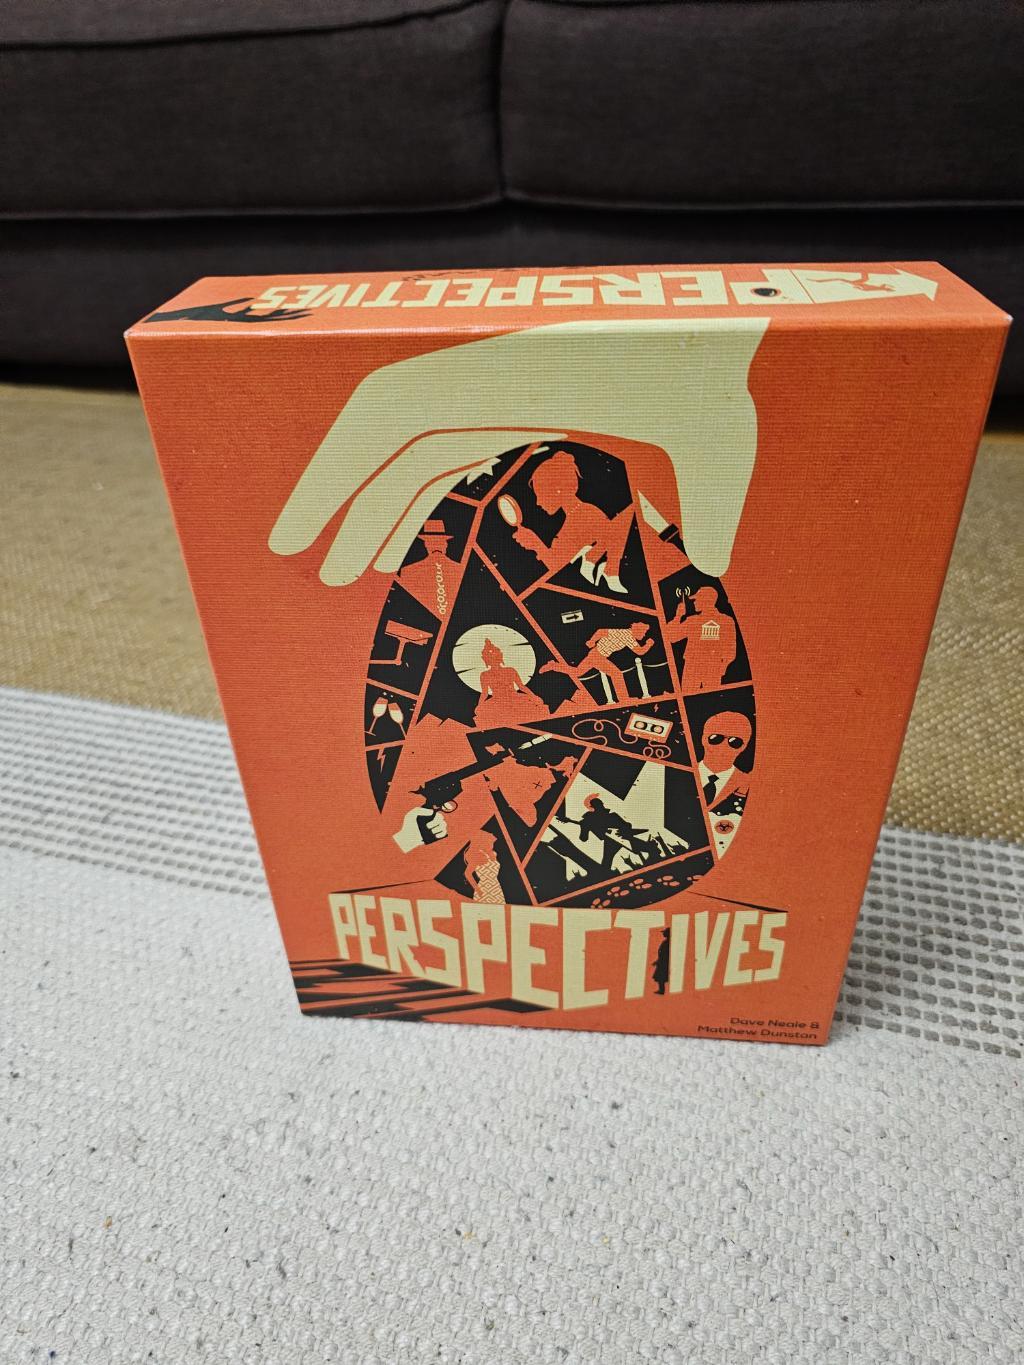 PERSPECTIVES
PERSPECTIVES
Dave Neale &
Matthew Dunstan